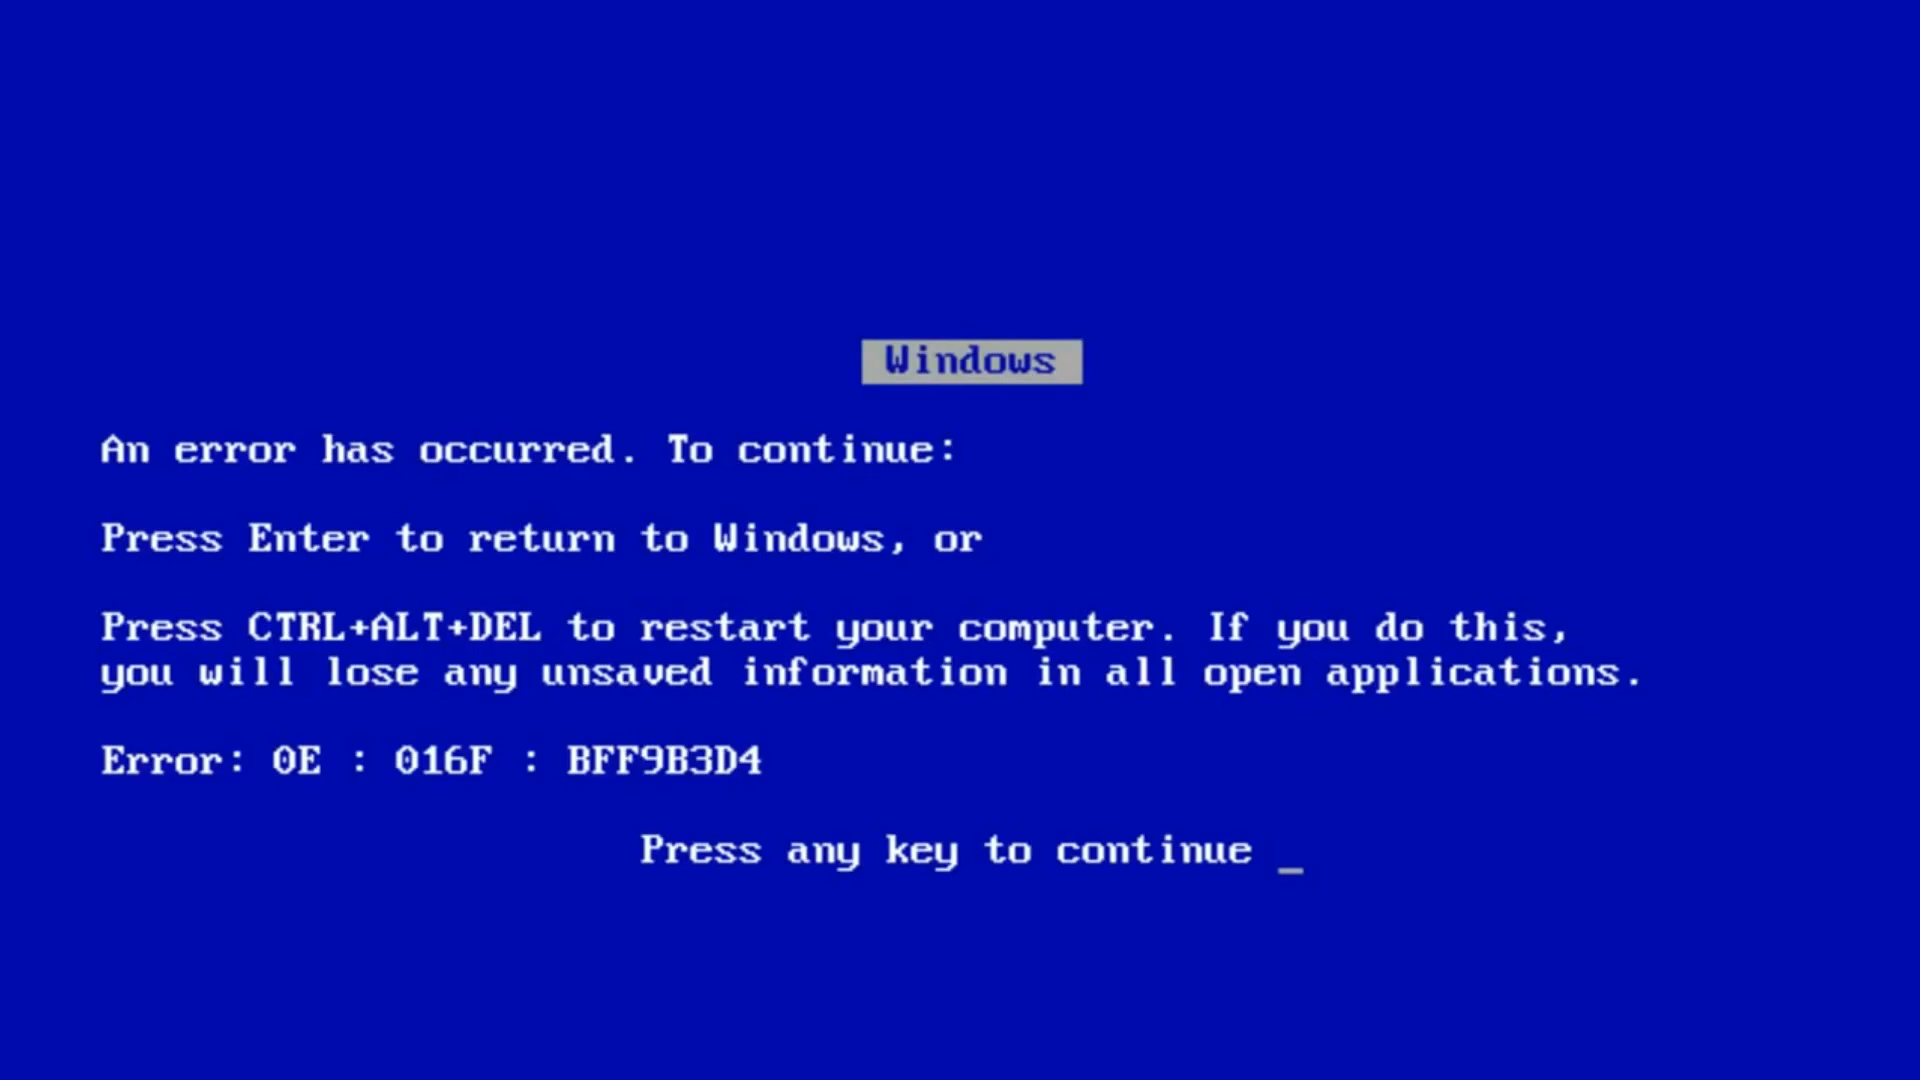 Windows
An error has occurred. To continue:
Press Enter to return to Windows, or
Press CTRL+ALT+DEL to restart your computer. If you do this,
you will lose any unsaved information in all open applications.
Error: 0E : 016F : BFF9B3D4
Press any key to continue _